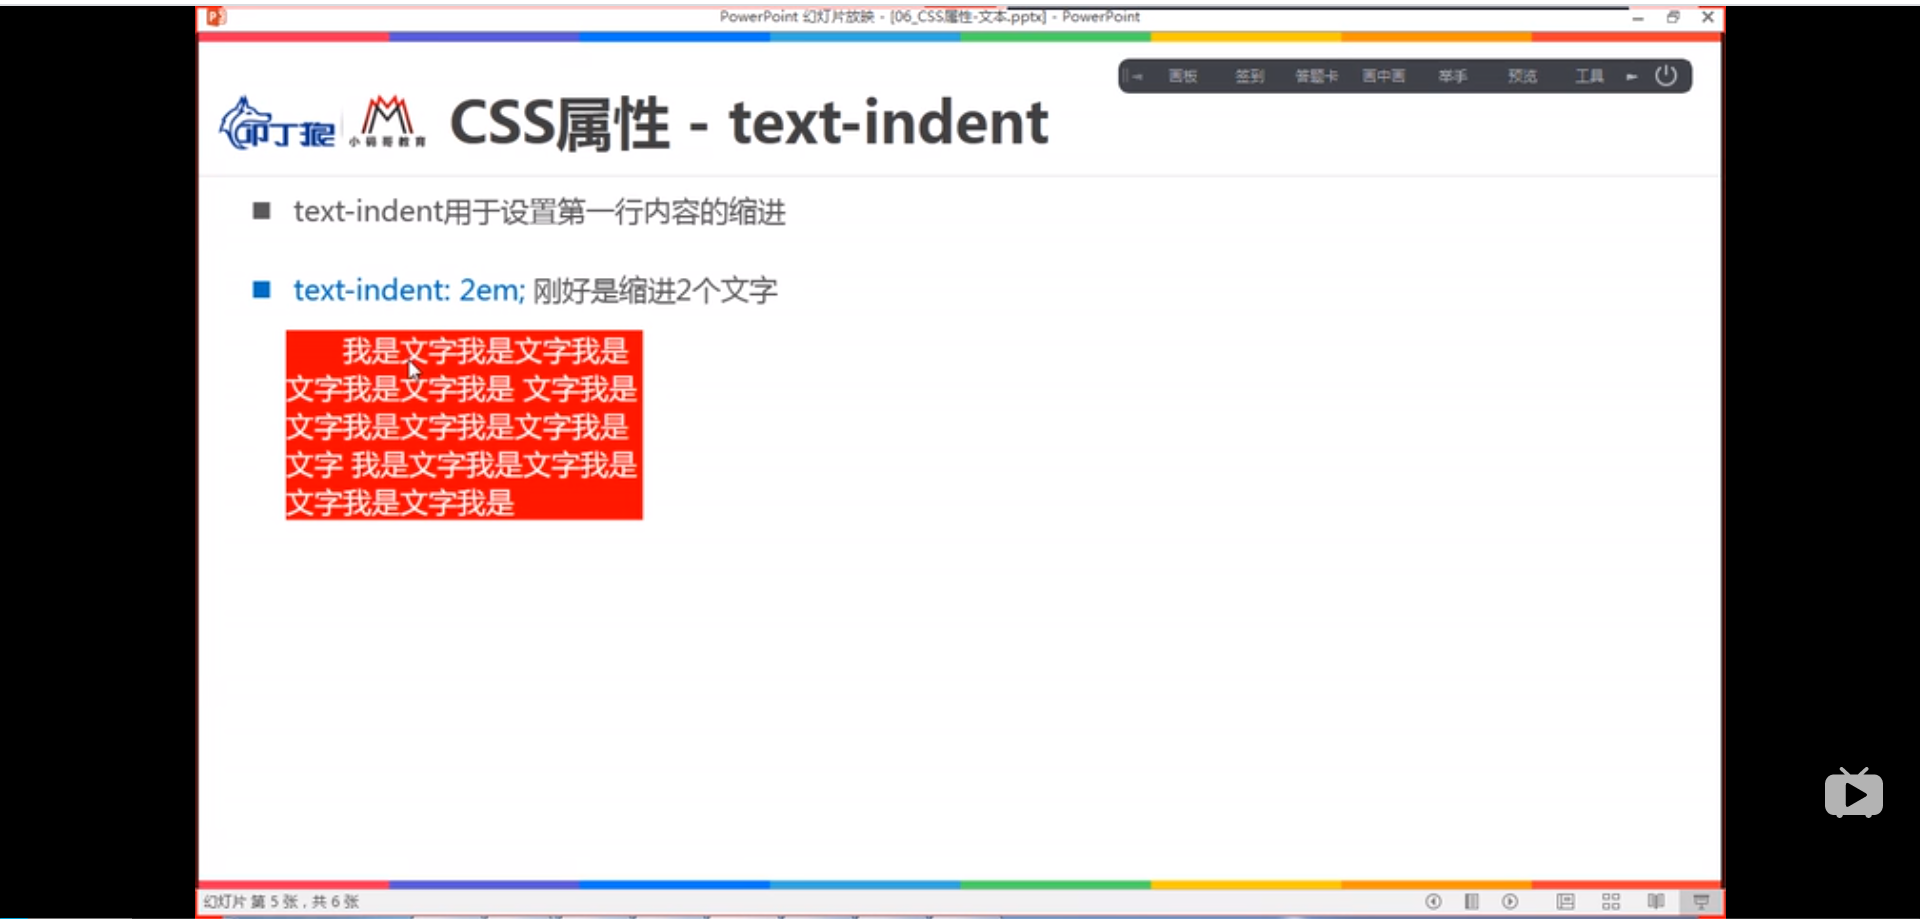 PowerPoint 幻灯片放映 - [06_CSS属性-文本.pptx] - PowerPoint
画板 签到 答题卡 画中画 举手 预览 工具
叩丁狼 小码哥教育
CSS属性 - text-indent
text-indent用于设置第一行内容的缩进
text-indent: 2em; 刚好是缩进2个文字
我是文字我是文字我是
文字我是文字我是 文字我是
文字我是文字我是文字我是
文字 我是文字我是文字我是
文字我是文字我是
幻灯片 第 5 张，共 6 张